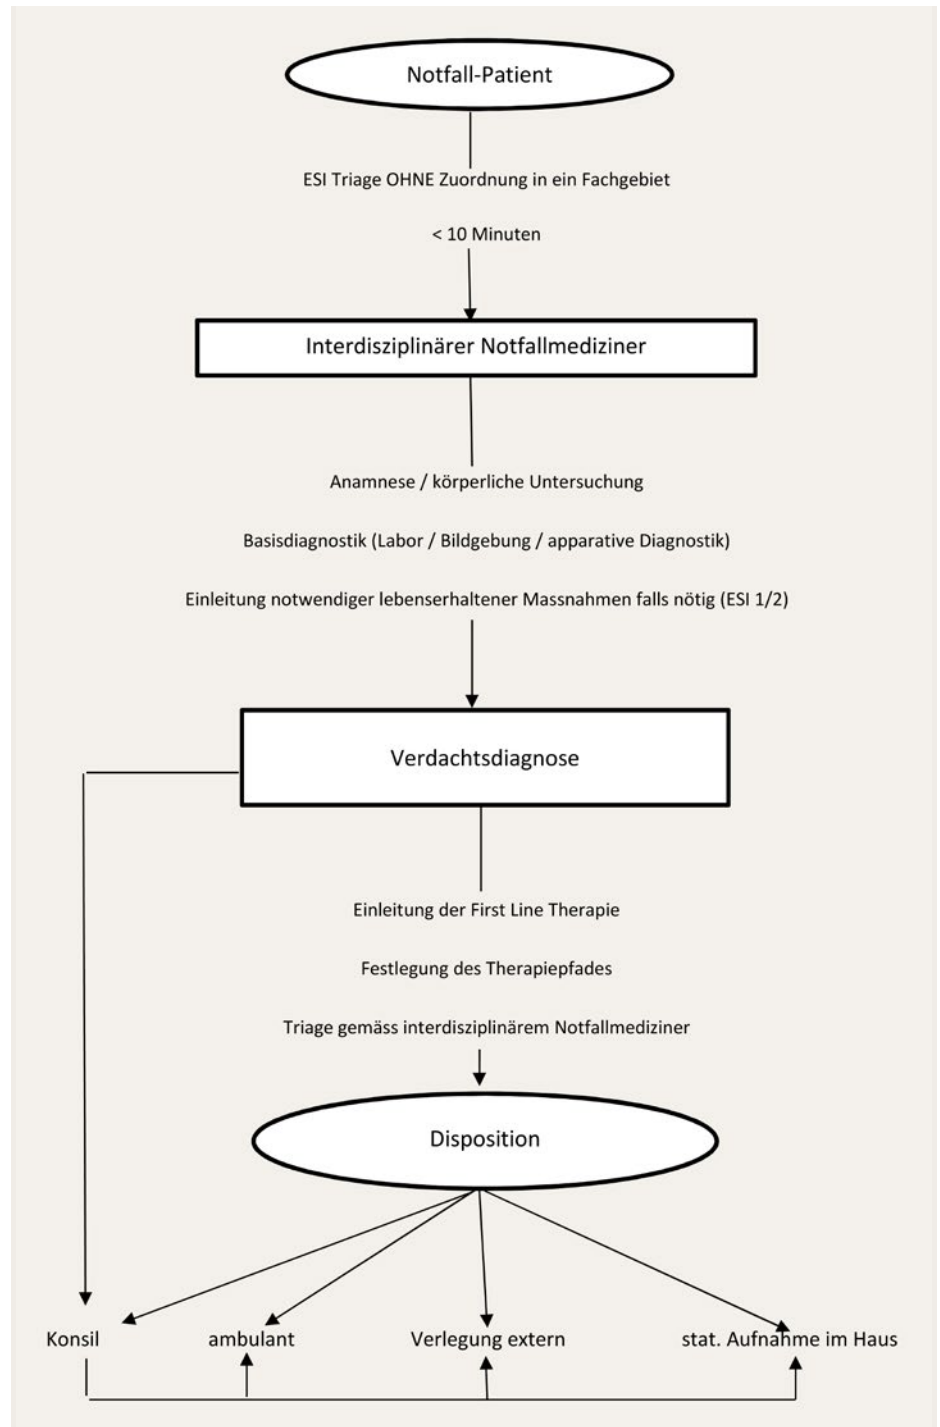 Notfall-Patient
ESI Triage OHNE Zuordnung in ein Fachgebiet
< 10 Minuten
Interdisziplinärer Notfallmediziner
Anamnese / körperliche Untersuchung
Basisdiagnostik (Labor / Bildgebung / apparative Diagnostik)
Einleitung notwendiger lebenserhaltener Massnahmen falls nötig (ESI 1/2)
Verdachtsdiagnose
Einleitung der First Line Therapie
Festlegung des Therapiepfades
Triage gemäss interdisziplinärem Notfallmediziner
Disposition
Konsil ambulant Verlegung extern stat. Aufnahme im Haus